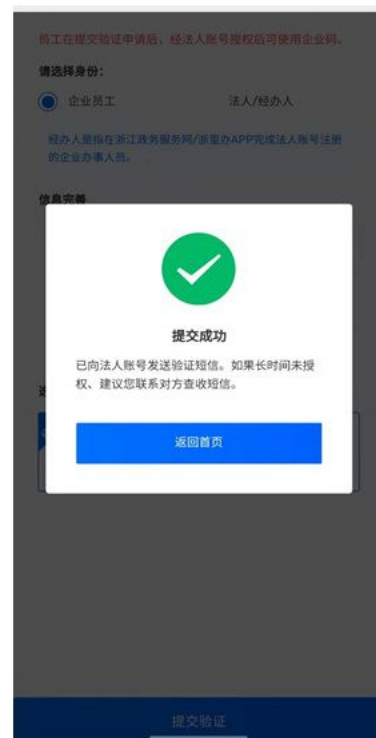 员工在提交验证申请后，经法人账号授权后可使用企业码。
请选择身份：
企业员工 法人/经办人
经办人是指在浙江政务服务网/浙里办APP完成法人账号注册
的企业办事人员。
信息完善
提交成功
已向法人账号发送验证短信。如果长时间未授
权、建议您联系对方查收短信。
返回首页
提交验证